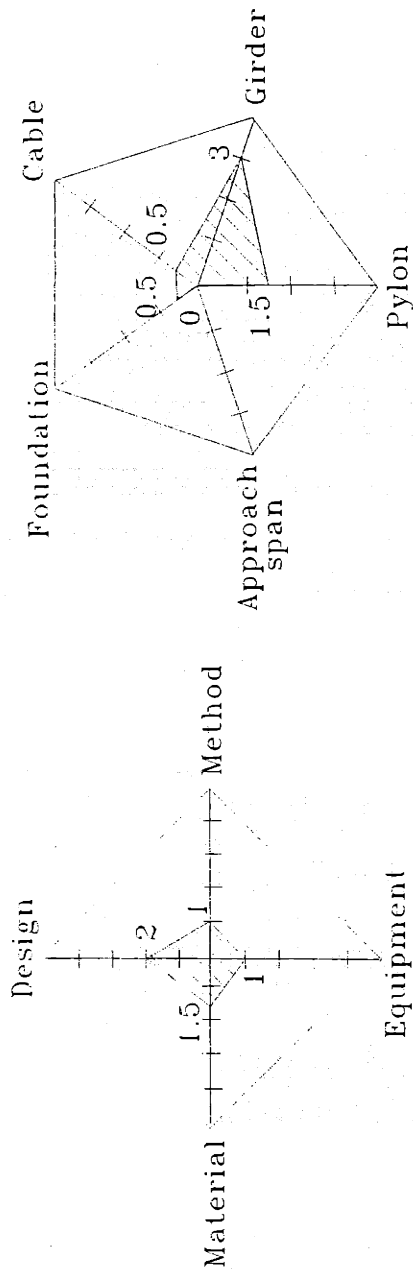 Design
2
1.5
1
1
Material
Method
Equipment
Foundation
Cable
0.5
0.5
0
3
1.5
Girder
Approach
span
Pylon